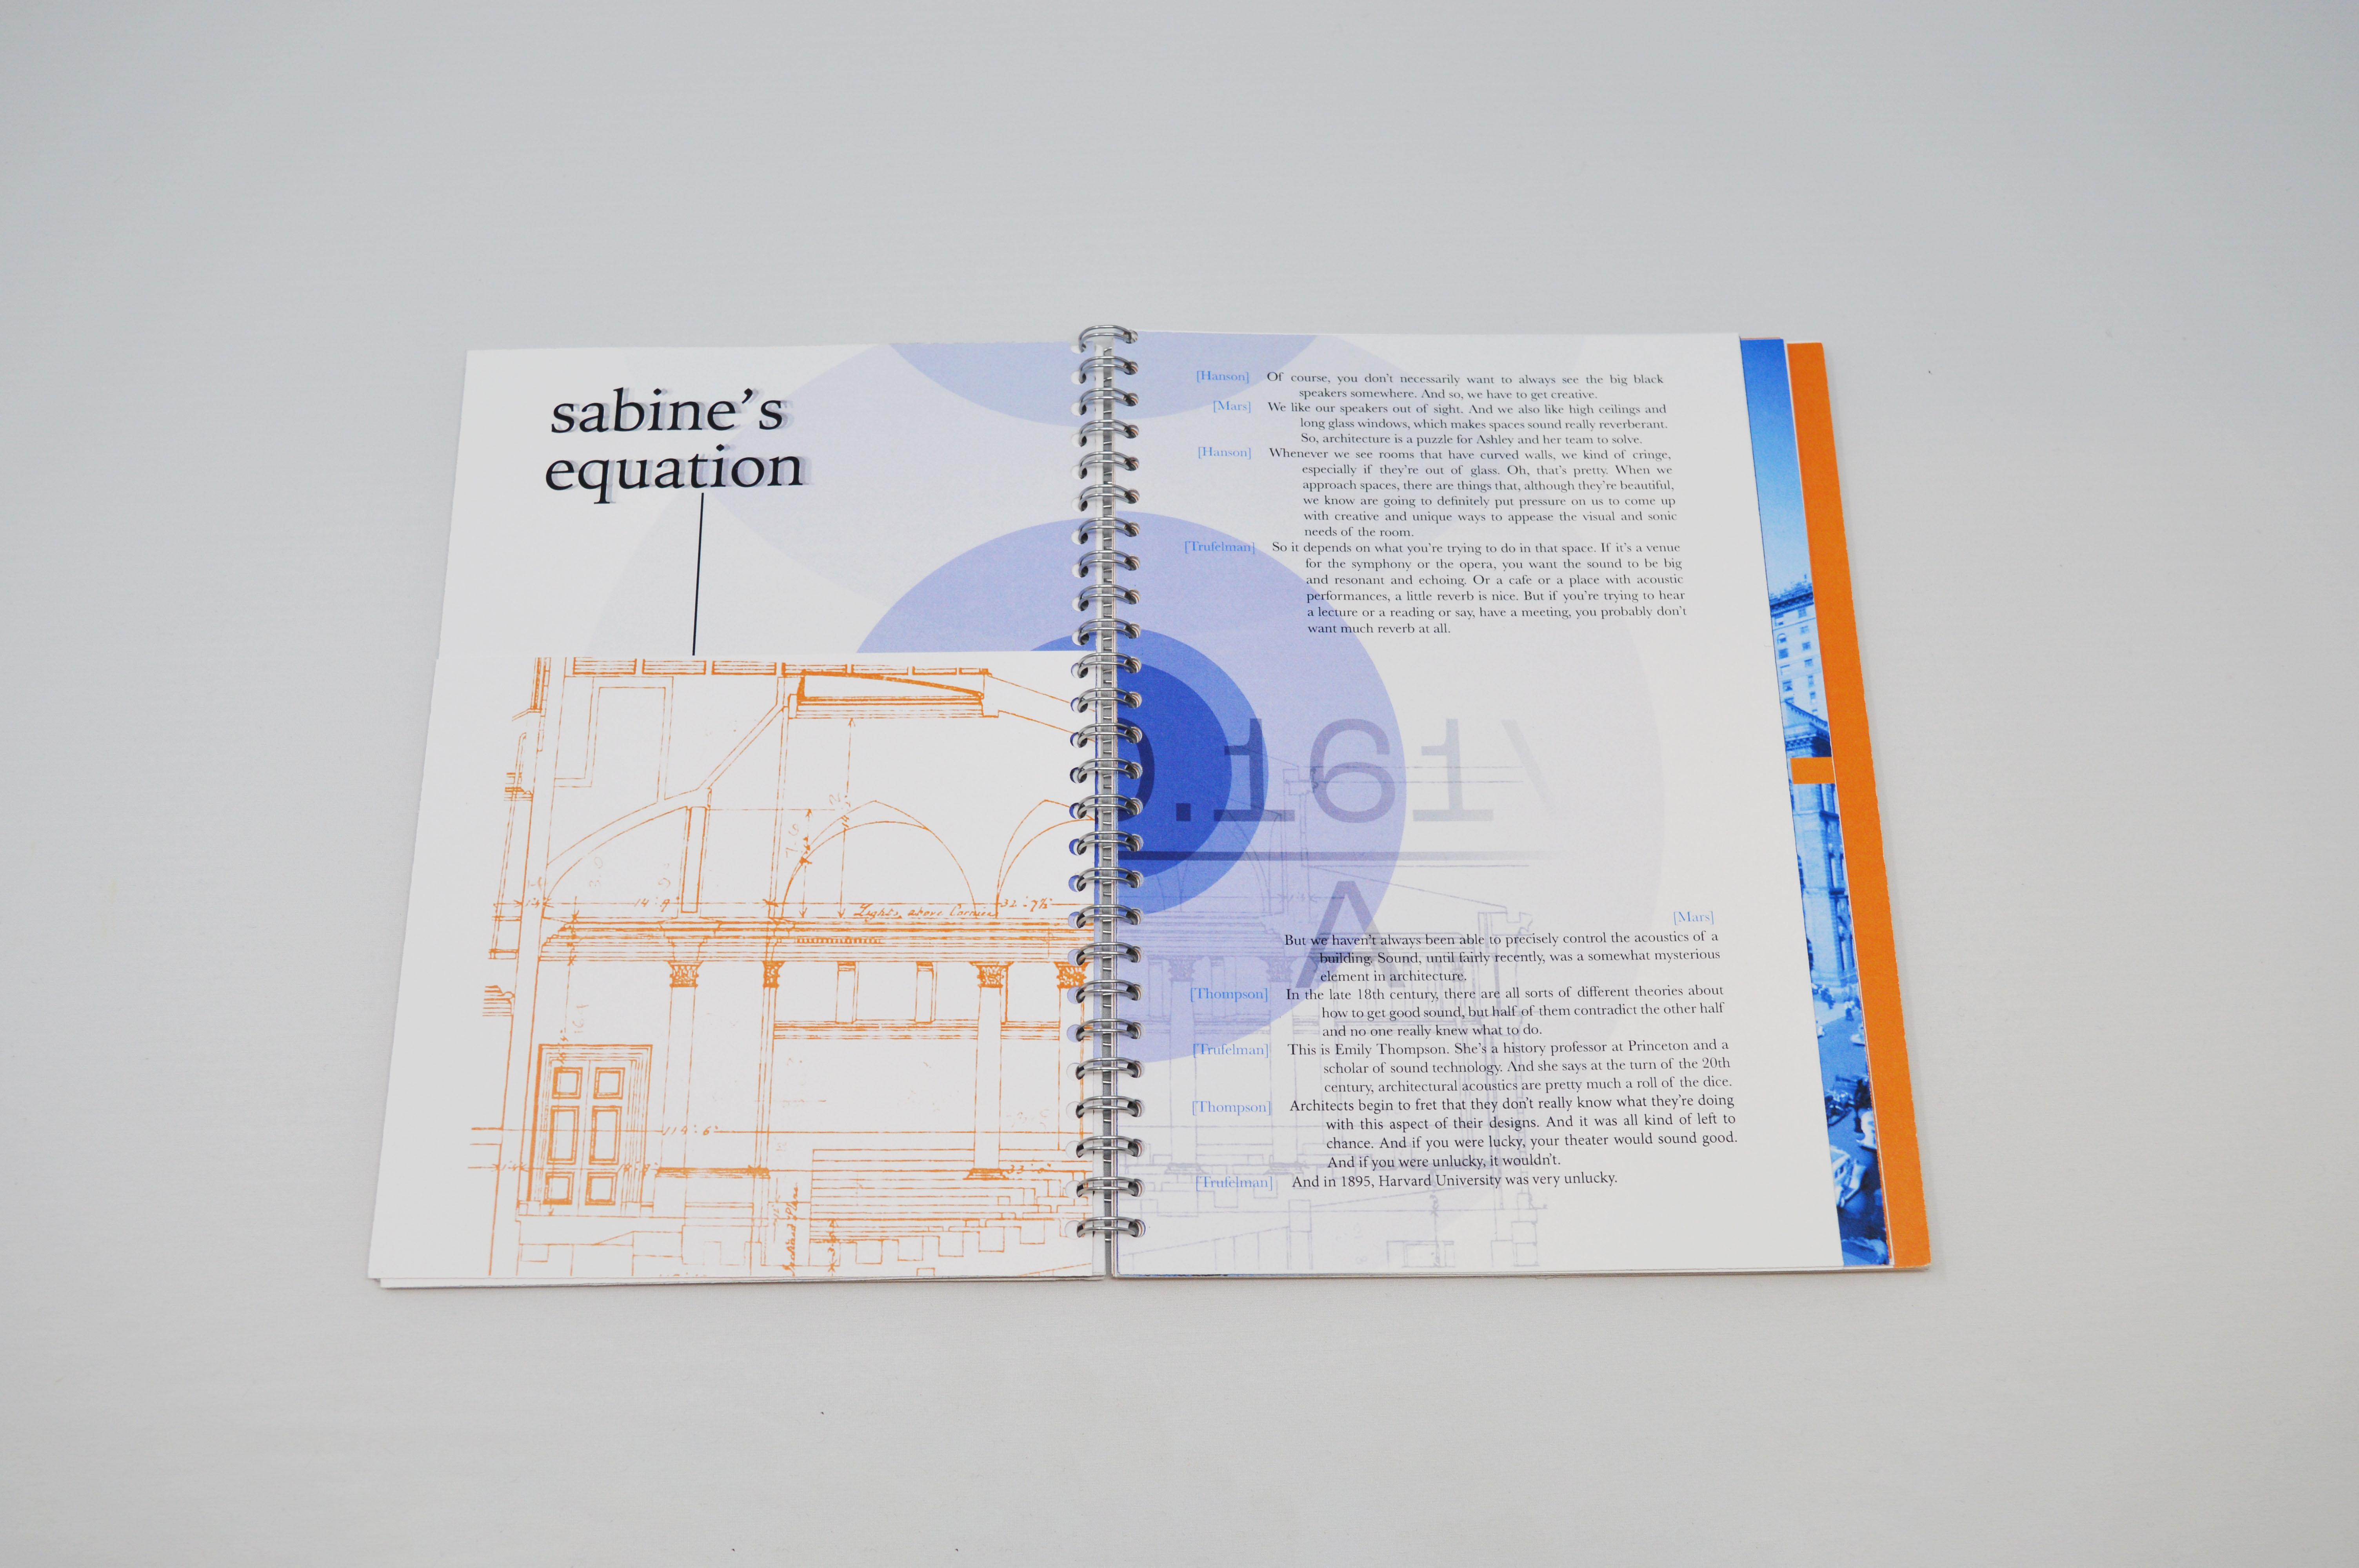 sabine's
equation
Lights, above Cornice
32'-7½"
14'-9"
119'-6"
33'-6"
[Hanson] Of course, you don't necessarily want to always see the big black
speakers somewhere. And so, we have to get creative.
[Mars] We like our speakers out of sight. And we also like high ceilings and
long glass windows, which makes spaces sound really reverberant.
So, architecture is a puzzle for Ashley and her team to solve.
[Hanson] Whenever we see rooms that have curved walls, we kind of cringe,
especially if they're out of glass. Oh, that's pretty. When we
approach spaces, there are things that, although they're beautiful,
we know are going to definitely put pressure on us to come up
with creative and unique ways to appease the visual and sonic
needs of the room.
[Trufelman] So it depends on what you're trying to do in that space. If it's a venue
for the symphony or the opera, you want the sound to be big
and resonant and echoing. Or a cafe or a place with acoustic
performances, a little reverb is nice. But if you're trying to hear
a lecture or a reading or say, have a meeting, you probably don't
want much reverb at all.
0.161V
A
[Mars]
But we haven't always been able to precisely control the acoustics of a
building. Sound, until fairly recently, was a somewhat mysterious
element in architecture.
[Thompson] In the late 18th century, there are all sorts of different theories about
how to get good sound, but half of them contradict the other half
and no one really knew what to do.
[Trufelman] This is Emily Thompson. She's a history professor at Princeton and a
scholar of sound technology. And she says at the turn of the 20th
century, architectural acoustics are pretty much a roll of the dice.
[Thompson] Architects begin to fret that they don't really know what they're doing
with this aspect of their designs. And it was all kind of left to
chance. And if you were lucky, your theater would sound good.
And if you were unlucky, it wouldn't.
[Trufelman] And in 1895, Harvard University was very unlucky.